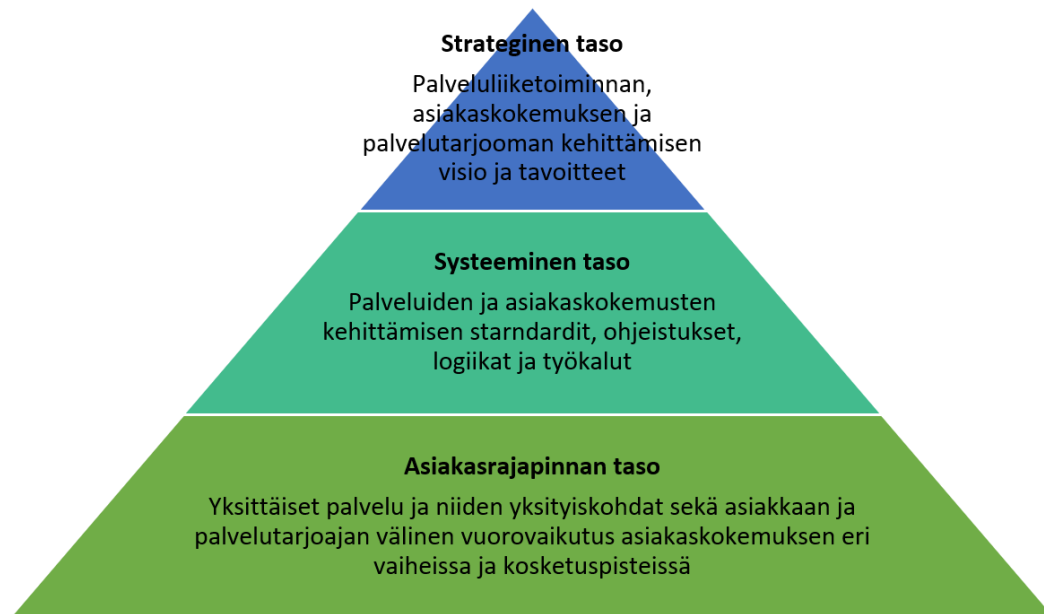 Strateginen taso
Palveluliiketoiminnan,
asiakaskokemuksen ja
palvelutarjooman kehittämisen
visio ja tavoitteet
Systeeminen taso
Palveluiden ja asiakaskokemusten
kehittämisen starndardit, ohjeistukset,
logiikat ja työkalut
Asiakasrajapinnan taso
Yksittäiset palvelu ja niiden yksityiskohdat sekä asiakkaan ja
palvelutarjoajan välinen vuorovaikutus asiakaskokemuksen eri
vaiheissa ja kosketuspisteissä